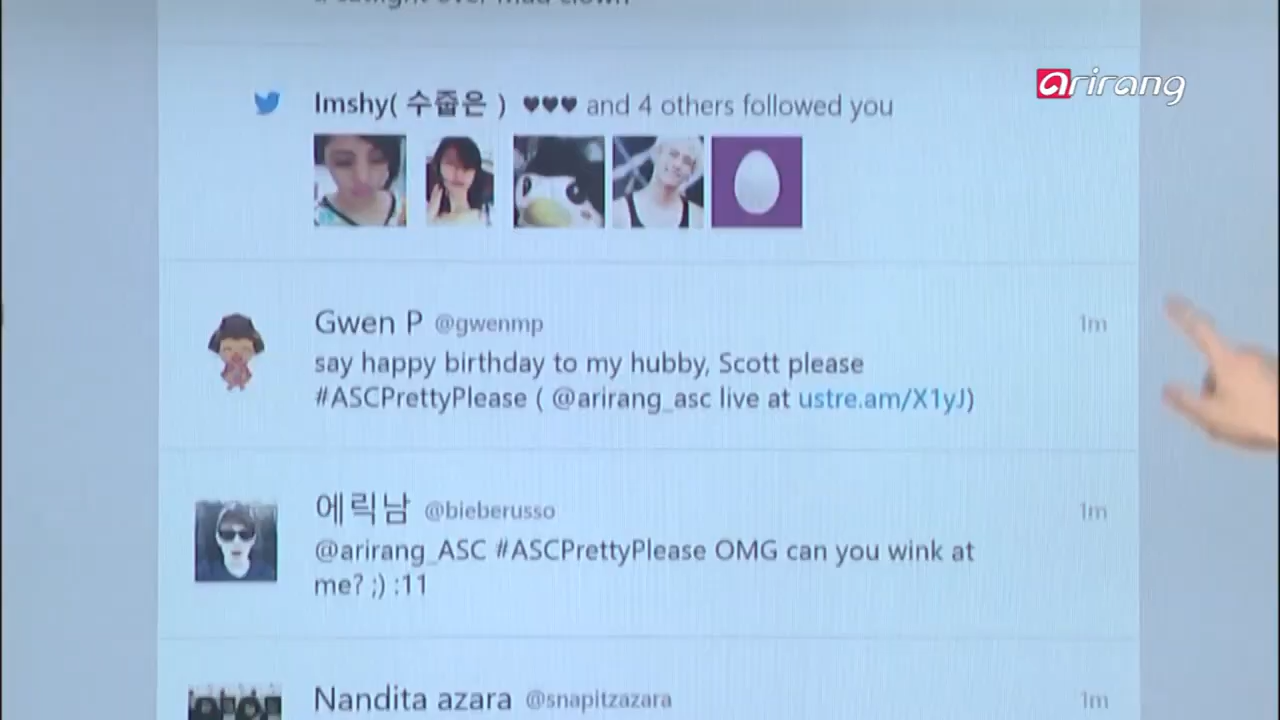 arirang
Imshy( 수줍은 ) ♥♥♥ and 4 others followed you
Gwen P @gwenmp 1m
say happy birthday to my hubby, Scott please
#ASCPrettyPlease ( @arirang_asc live at ustre.am/X1yJ)
에릭남 @bieberusso 1m
@arirang_ASC #ASCPrettyPlease OMG can you wink at
me? ;) :11
Nandita azara @snapitzazara 1m